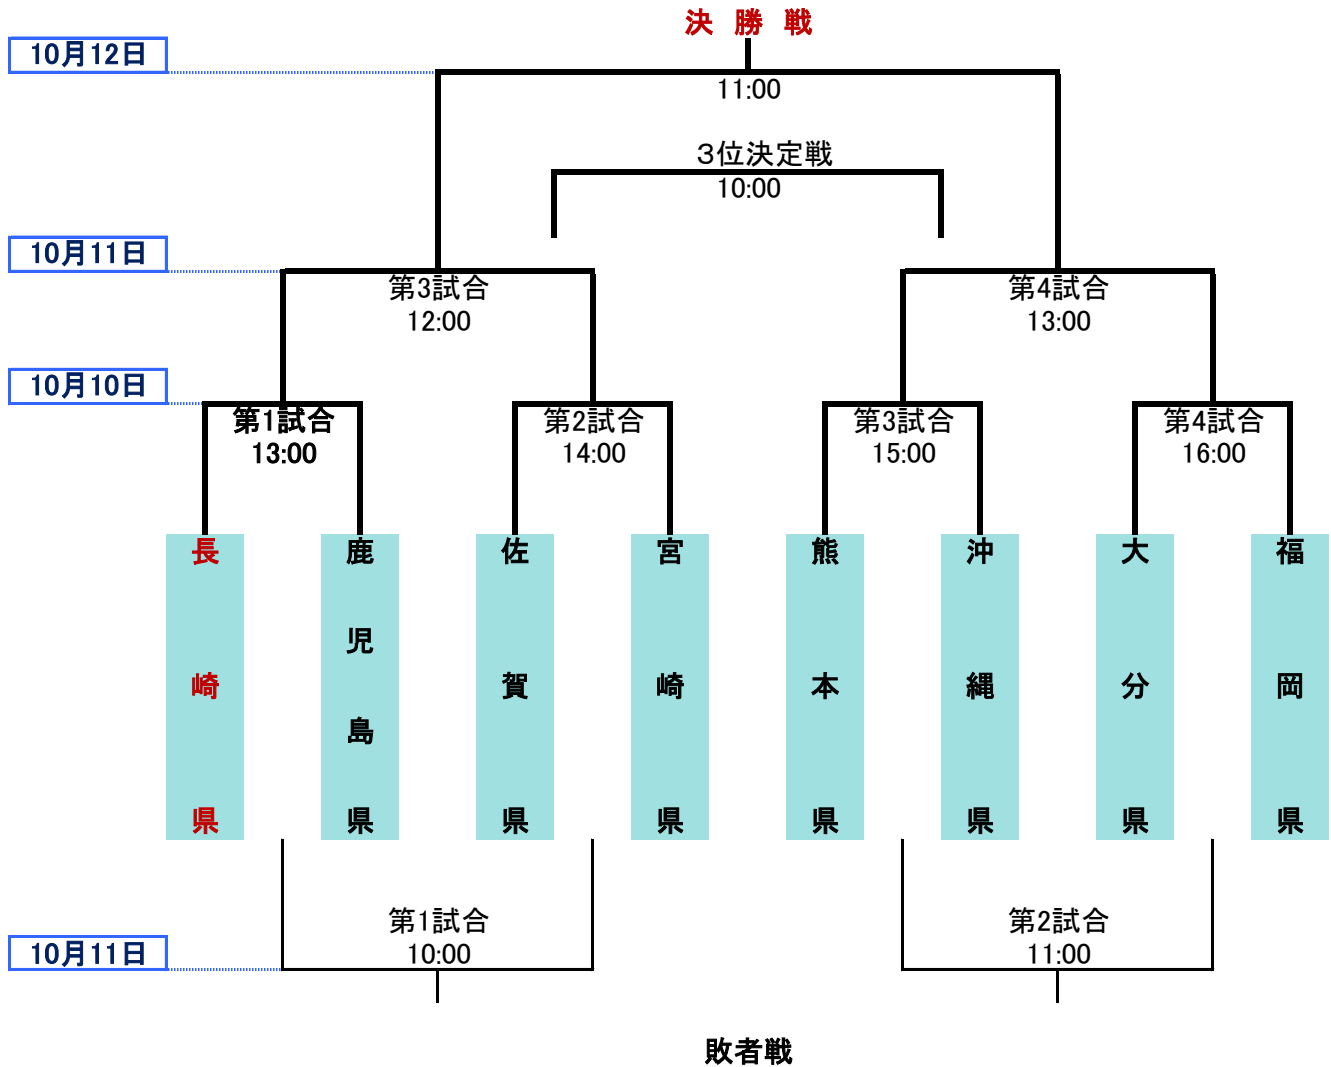 決 勝 戦
10月12日
11:00
３位決定戦
10:00
10月11日
第3試合
12:00
第4試合
13:00
10月10日
第1試合
13:00
第2試合
14:00
第3試合
15:00
第4試合
16:00
長崎県
鹿児島県
佐賀県
宮崎県
熊本県
沖縄県
大分県
福岡県
第1試合
10:00
第2試合
11:00
10月11日
敗者戦